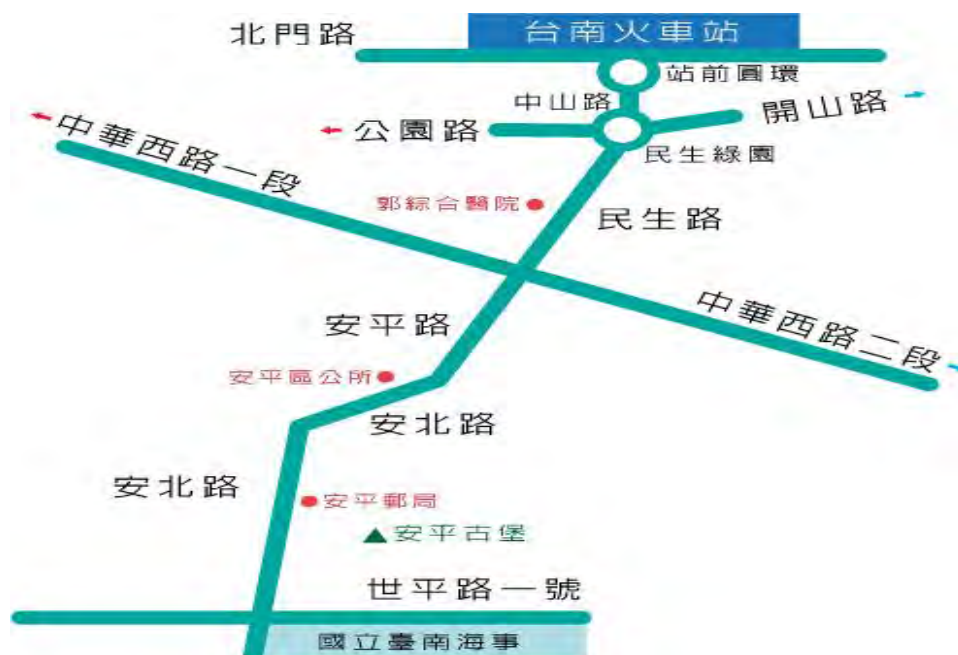 北門路
台南火車站
站前圓環
中山路
開山路
公園路
中華西路一段
民生綠園
郭綜合醫院
民生路
中華西路二段
安平路
安平區公所
安北路
安北路
安平郵局
安平古堡
世平路一號
國立臺南海事